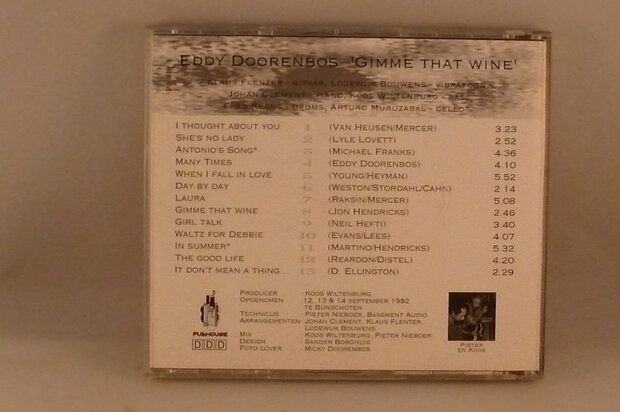 EDDY DOORENBOS 'GIMME THAT WINE'
KLAUS FLENTER - GITAAR, LODEWIJK BOUWENS - VIBRAFOON
JOHAN CLEMENT - PIANO, KOOS WILTENBURG - BAS
FRED KRENS - DRUMS, ARTURO MURUZABAL - CELLO*
I THOUGHT ABOUT YOU 1 (VAN HEUSEN/MERCER) 3.23
SHE'S NO LADY 2 (LYLE LOVETT) 2.52
ANTONIO'S SONG* 3 (MICHAEL FRANKS) 4.36
MANY TIMES 4 (EDDY DOORENBOS) 4.10
WHEN I FALL IN LOVE 5 (YOUNG/HEYMAN) 5.52
DAY BY DAY 6 (WESTON/STORDAHL/CAHN) 2.14
LAURA 7 (RAKSIN/MERCER) 5.08
GIMME THAT WINE 8 (JON HENDRICKS) 2.46
GIRL TALK 9 (NEIL HEFTI) 3.40
WALTZ FOR DEBBIE 10 (EVANS/LEES) 4.07
IN SUMMER* 11 (MARTINO/HENDRICKS) 5.32
THE GOOD LIFE 12 (REARDON/DISTEL) 4.20
IT DON'T MEAN A THING... 13 (D. ELLINGTON) 2.29
PRODUCER : KOOS WILTENBURG
OPGENOMEN : 12, 13 & 14 SEPTEMBER 1992
TE BUNSCHOTEN
TECHNICUS : PIETER NIEBOER, BASEMENT AUDIO
ARRANGEMENTEN : JOHAN CLEMENT, KLAUS FLENTER,
LODEWIJK BOUWENS
MIX : KOOS WILTENBURG, PIETER NIEBOER
DESIGN : SANDER BORGHUIS
FOTO COVER : MICKY DOORENBOS
PUBHOUSE
DDD
PIETER
EN KOOS